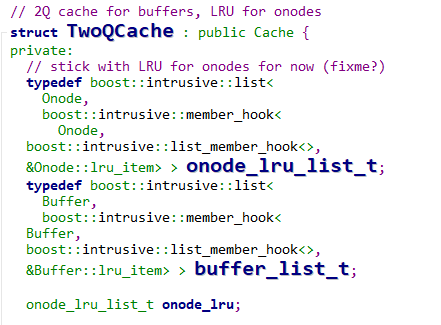 // 2Q cache for buffers, LRU for onodes
struct TwoQCache : public Cache {
private:
// stick with LRU for onodes for now (fixme?)
typedef boost::intrusive::list<
Onode,
boost::intrusive::member_hook<
Onode,
boost::intrusive::list_member_hook<>,
&Onode::lru_item> > onode_lru_list_t;
typedef boost::intrusive::list<
Buffer,
boost::intrusive::member_hook<
Buffer,
boost::intrusive::list_member_hook<>,
&Buffer::lru_item> > buffer_list_t;
onode_lru_list_t onode_lru;